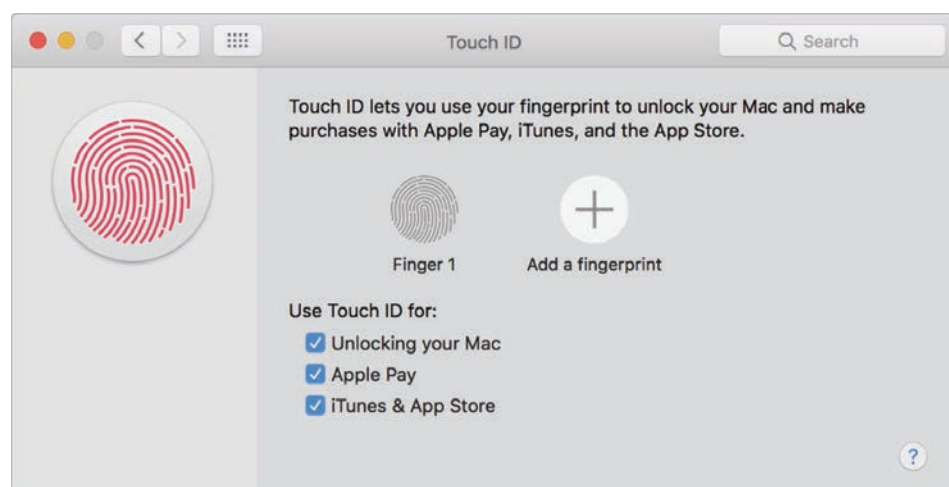 Touch ID
Search
Touch ID lets you use your fingerprint to unlock your Mac and make
purchases with Apple Pay, iTunes, and the App Store.
Finger 1
Add a fingerprint
Use Touch ID for:
Unlocking your Mac
Apple Pay
iTunes & App Store
?